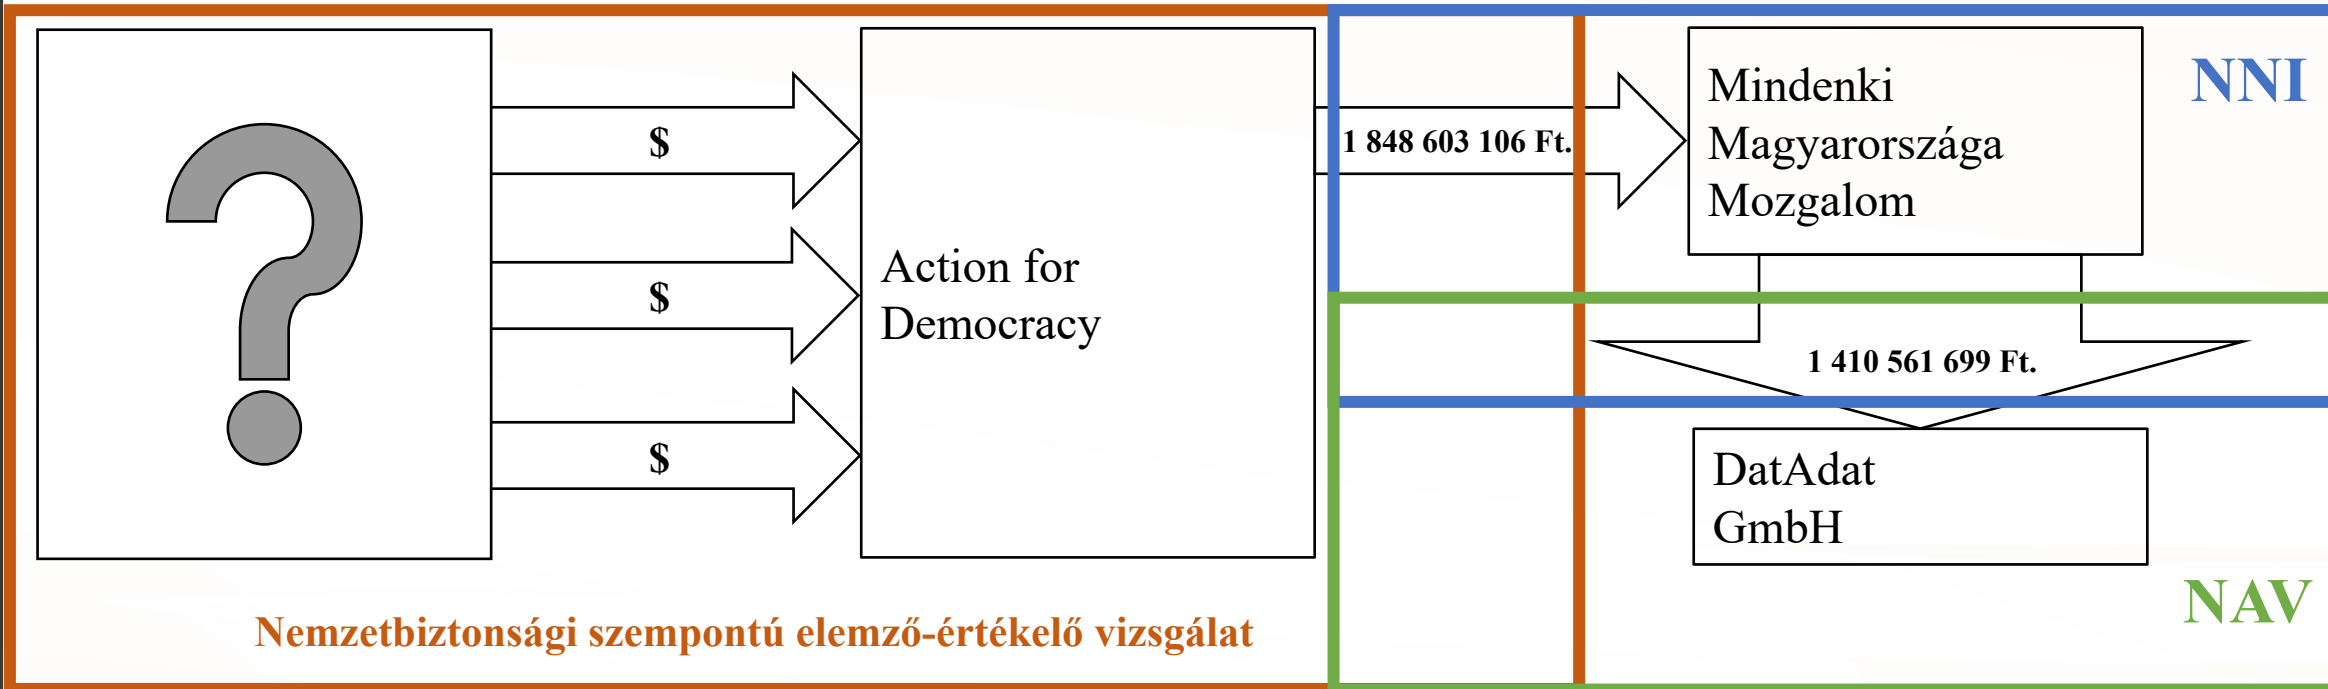 $
$
$
Action for
Democracy
1 848 603 106 Ft.
Mindenki
Magyarországa
Mozgalom
NNI
1 410 561 699 Ft.
DatAdat
GmbH
NAV
Nemzetbiztonsági szempontú elemző-értékelő vizsgálat